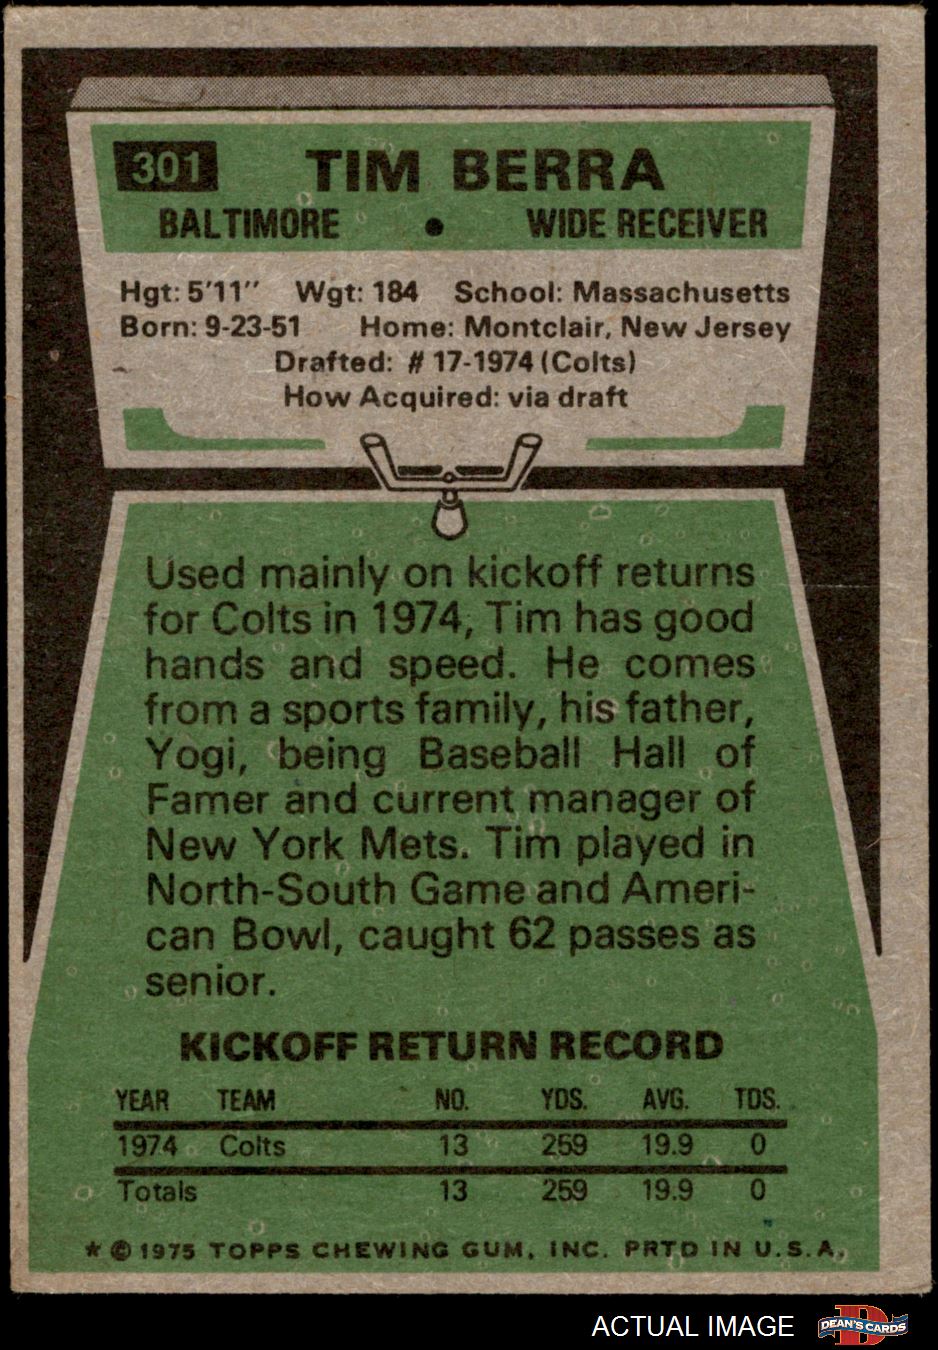 301 TIM BERRA
BALTIMORE • WIDE RECEIVER
Hgt: 5'11" Wgt: 184 School: Massachusetts
Born: 9-23-51 Home: Montclair, New Jersey
Drafted: # 17-1974 (Colts)
How Acquired: via draft
Used mainly on kickoff returns
for Colts in 1974, Tim has good
hands and speed. He comes
from a sports family, his father,
Yogi, being Baseball Hall of
Famer and current manager of
New York Mets. Tim played in
North-South Game and Ameri-
can Bowl, caught 62 passes as
senior.
KICKOFF RETURN RECORD
YEAR TEAM NO. YDS. AVG. TDS.
1974 Colts 13 259 19.9 0
Totals 13 259 19.9 0
* © 1975 TOPPS CHEWING GUM, INC. PRTD IN U.S.A.
ACTUAL IMAGE DEAN'S CARDS